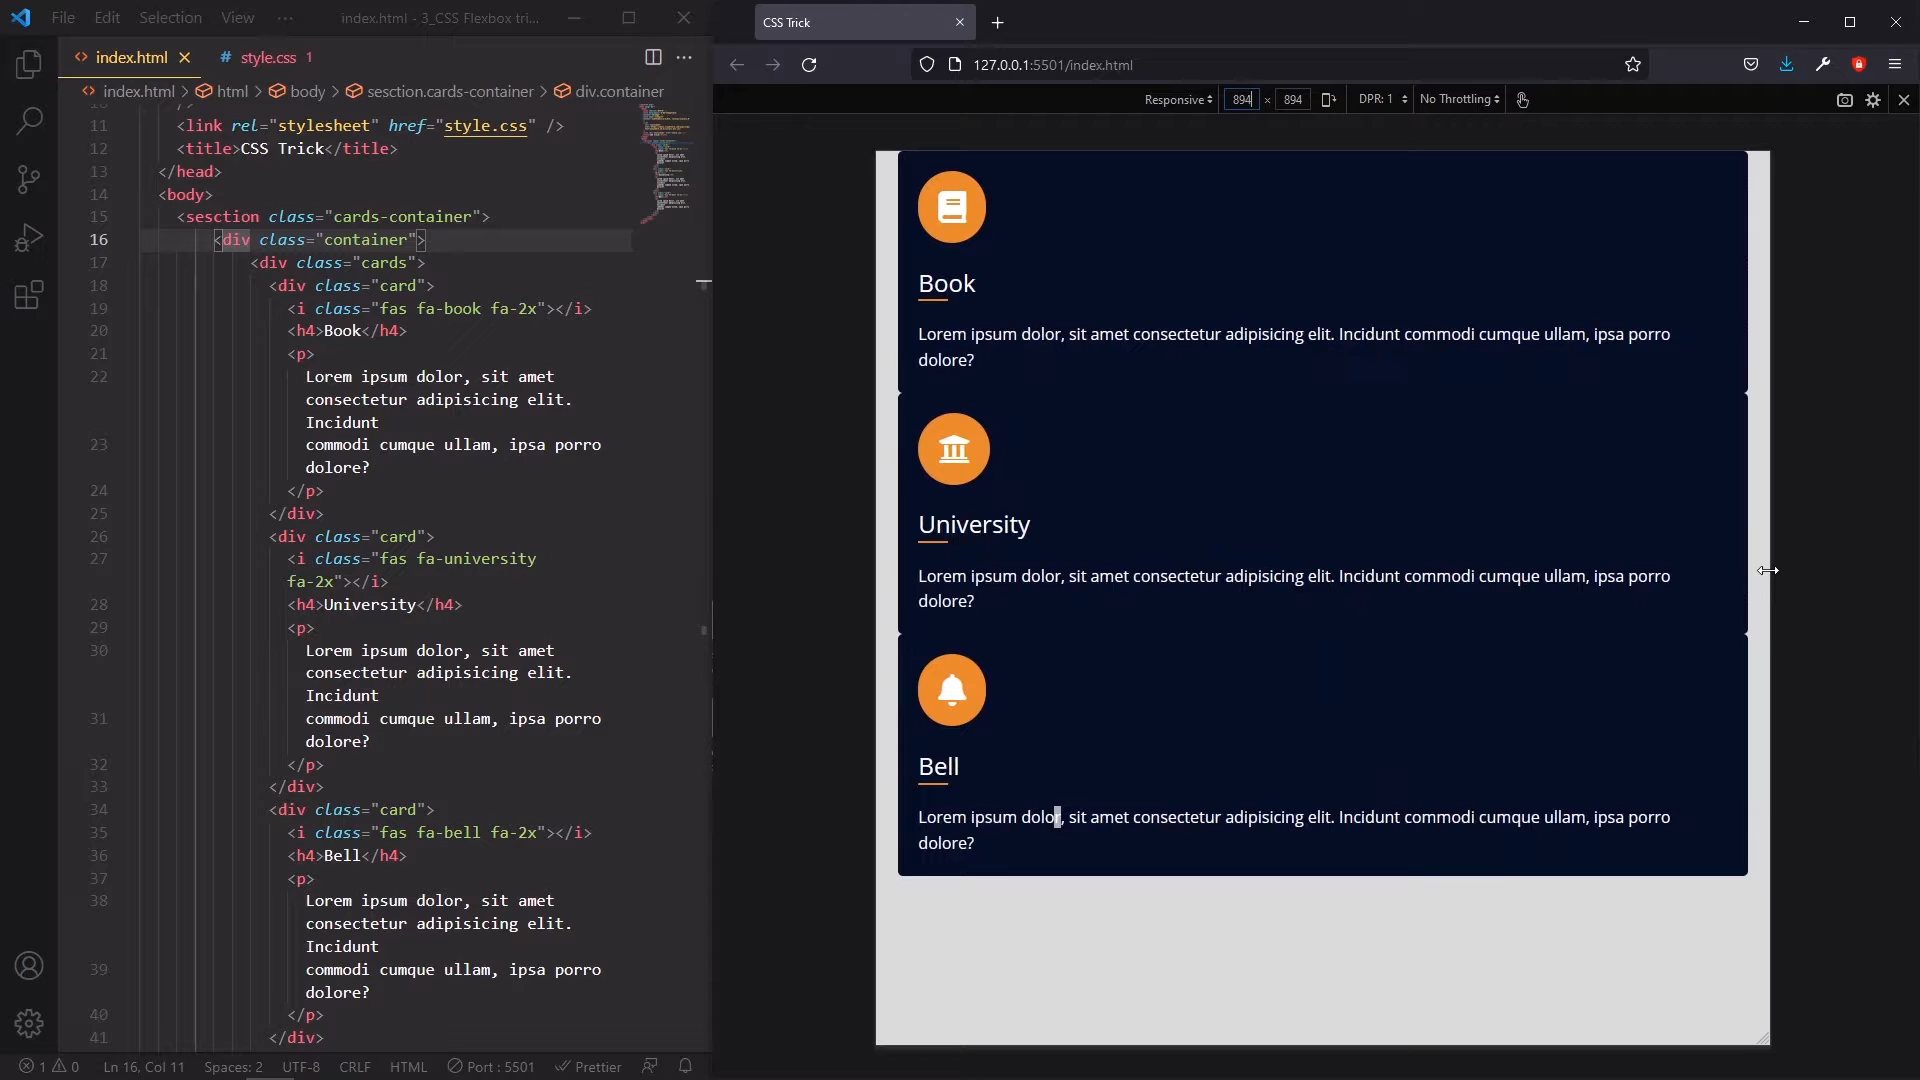 File Edit Selection View ··· index.html - 3_CSS Flexbox tri...
index.html
# style.css 1
index.html > html > body > sesction.cards-container > div.container
11 <link rel="stylesheet" href="style.css" />
12 <title>CSS Trick</title>
13 </head>
14 <body>
15 <sesction class="cards-container">
16 <div class="container">
17 <div class="cards">
18 <div class="card">
19 <i class="fas fa-book fa-2x"></i>
20 <h4>Book</h4>
21 <p>
22 Lorem ipsum dolor, sit amet
consectetur adipisicing elit.
Incidunt
23 commodi cumque ullam, ipsa porro
dolore?
24 </p>
25 </div>
26 <div class="card">
27 <i class="fas fa-university
fa-2x"></i>
28 <h4>University</h4>
29 <p>
30 Lorem ipsum dolor, sit amet
consectetur adipisicing elit.
Incidunt
31 commodi cumque ullam, ipsa porro
dolore?
32 </p>
33 </div>
34 <div class="card">
35 <i class="fas fa-bell fa-2x"></i>
36 <h4>Bell</h4>
37 <p>
38 Lorem ipsum dolor, sit amet
consectetur adipisicing elit.
Incidunt
39 commodi cumque ullam, ipsa porro
dolore?
40 </p>
41 </div>
1 0 Ln 16, Col 11 Spaces: 2 UTF-8 CRLF HTML Port : 5501 Prettier
CSS Trick
127.0.0.1:5501/index.html
Responsive 894 × 894 DPR: 1 No Throttling
Book
Lorem ipsum dolor, sit amet consectetur adipisicing elit. Incidunt commodi cumque ullam, ipsa porro
dolore?
University
Lorem ipsum dolor, sit amet consectetur adipisicing elit. Incidunt commodi cumque ullam, ipsa porro
dolore?
Bell
Lorem ipsum dolor, sit amet consectetur adipisicing elit. Incidunt commodi cumque ullam, ipsa porro
dolore?